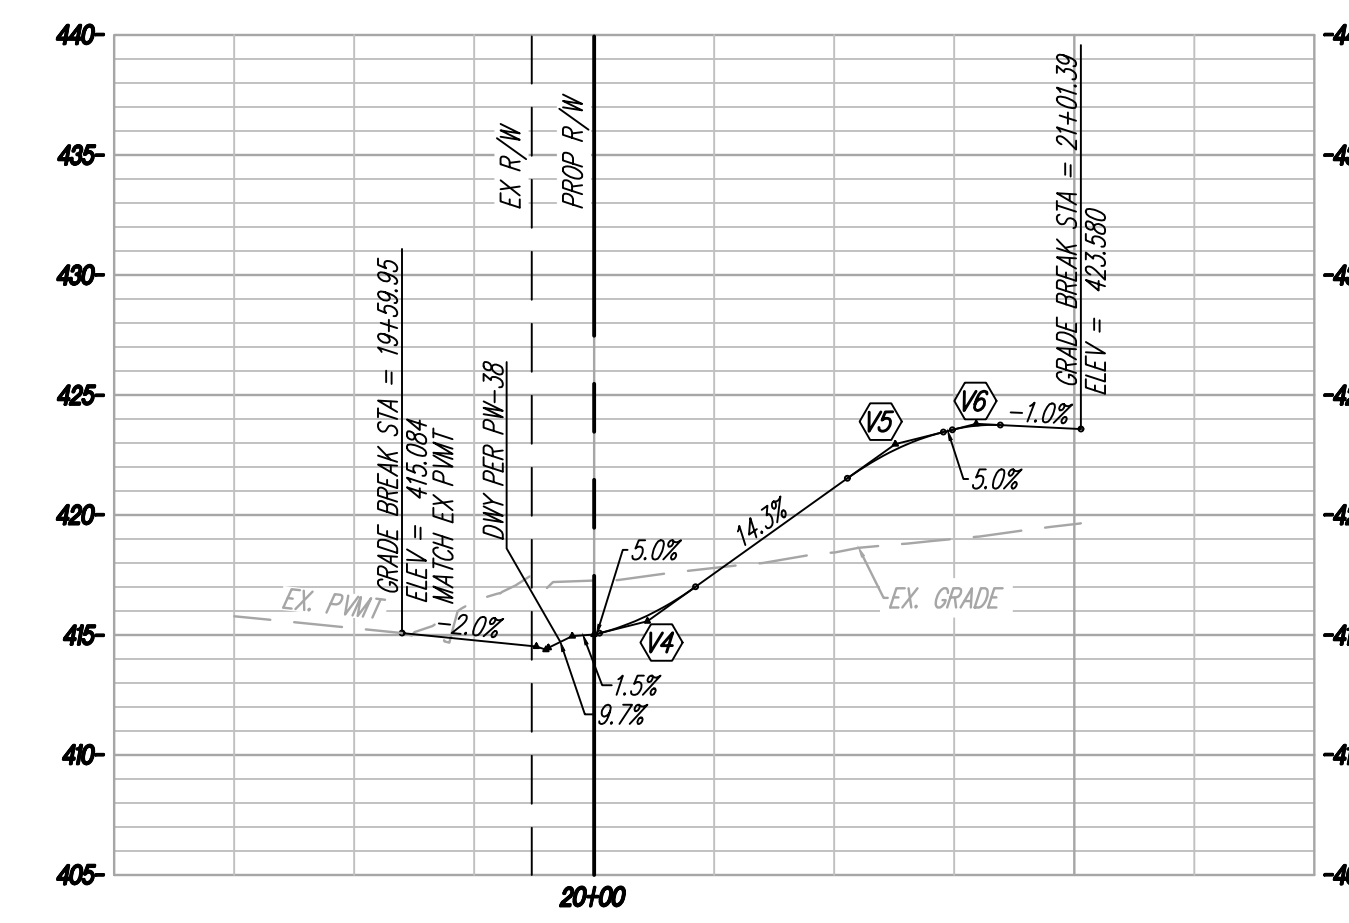 440-
435-
430-
425-
420-
415-
410-
405-
EX R/W
PROP R/W
GRADE BREAK STA = 19+59.95
ELEV = 415.084
MATCH EX PVMT
DWY PER PW-38
GRADE BREAK STA = 21+01.39
ELEV = 423.580
V5
V6
-1.0%
5.0%
14.3%
5.0%
EX. PVMT
-2.0%
V4
EX. GRADE
1.5%
9.7%
20+00